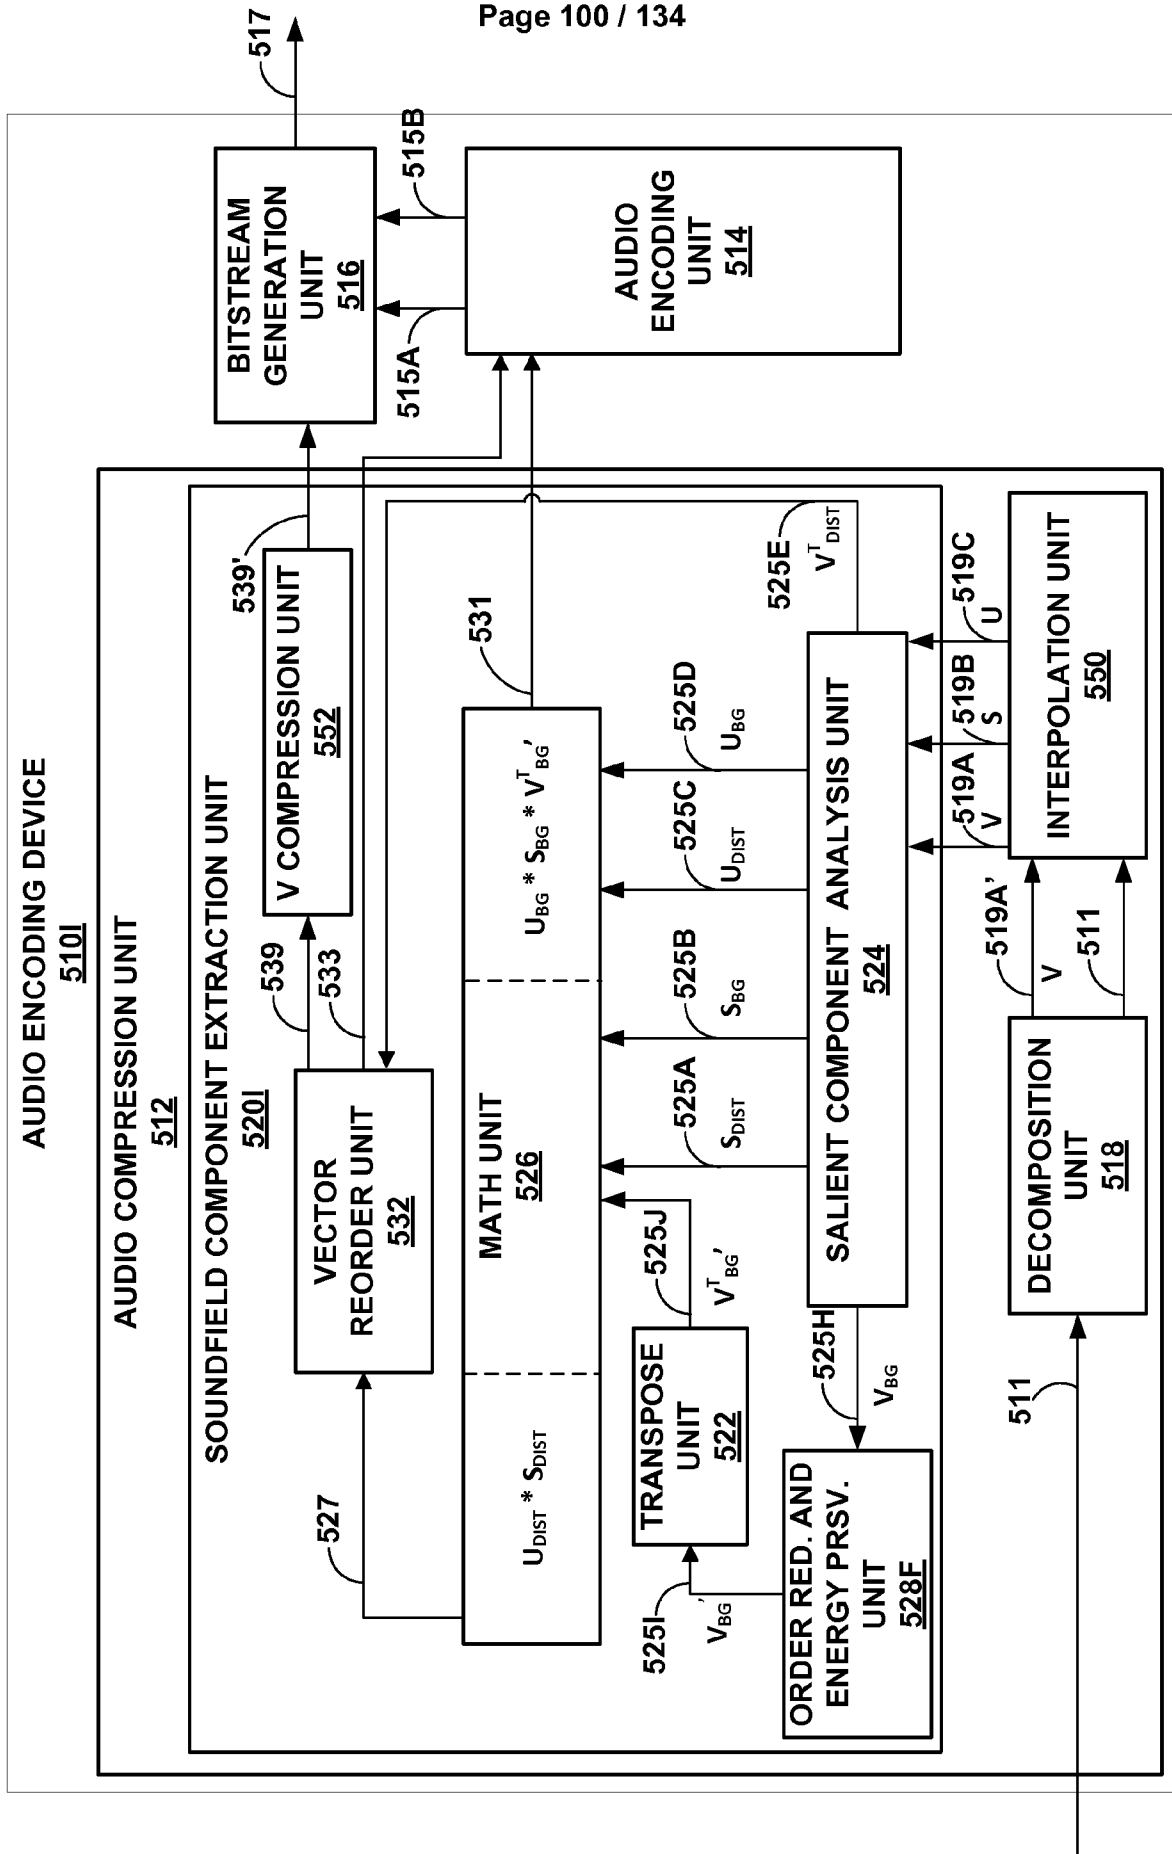 Page 100 / 134
AUDIO ENCODING DEVICE
510I
AUDIO COMPRESSION UNIT
512
SOUNDFIELD COMPONENT EXTRACTION UNIT
520I
527
VECTOR
REORDER UNIT
532
539
533
V COMPRESSION UNIT
552
539'
BITSTREAM
GENERATION
UNIT
516
517
515A
515B
U_DIST * S_DIST
MATH UNIT
526
U_BG * S_BG * V^T_BG'
531
AUDIO
ENCODING
UNIT
514
525I
V_BG'
TRANSPOSE
UNIT
522
525J
V^T_BG'
525A
S_DIST
525B
S_BG
525C
U_DIST
525D
U_BG
525E
V^T_DIST
ORDER RED. AND
ENERGY PRSV.
UNIT
528F
525H
V_BG
SALIENT COMPONENT ANALYSIS UNIT
524
519A
V
519B
S
519C
U
511
DECOMPOSITION
UNIT
518
519A'
V
511
INTERPOLATION UNIT
550